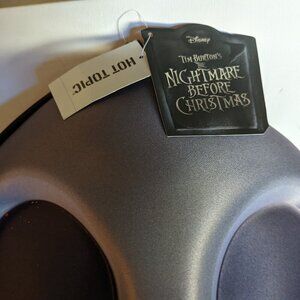 HOT TOPIC
Disney
TIM BURTON'S
THE
NIGHTMARE
BEFORE
CHRISTMAS